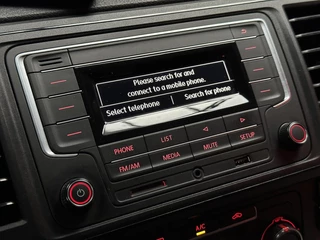 Please search for and
connect to a mobile phone.
Select telephone
Search for phone
PHONE
LIST
FM/AM
MEDIA
MUTE
SETUP
A/C